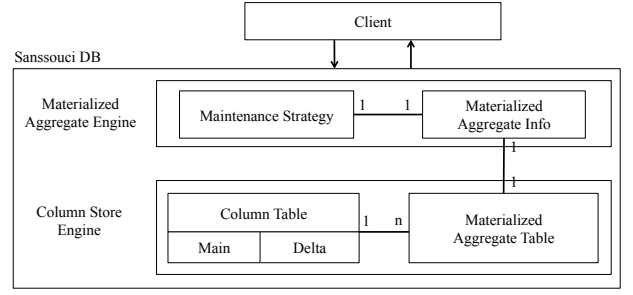 Client
Sanssouci DB
Materialized
Aggregate Engine
Maintenance Strategy
1
1
Materialized
Aggregate Info
1
1
Column Store
Engine
Column Table
Main
Delta
1
n
Materialized
Aggregate Table